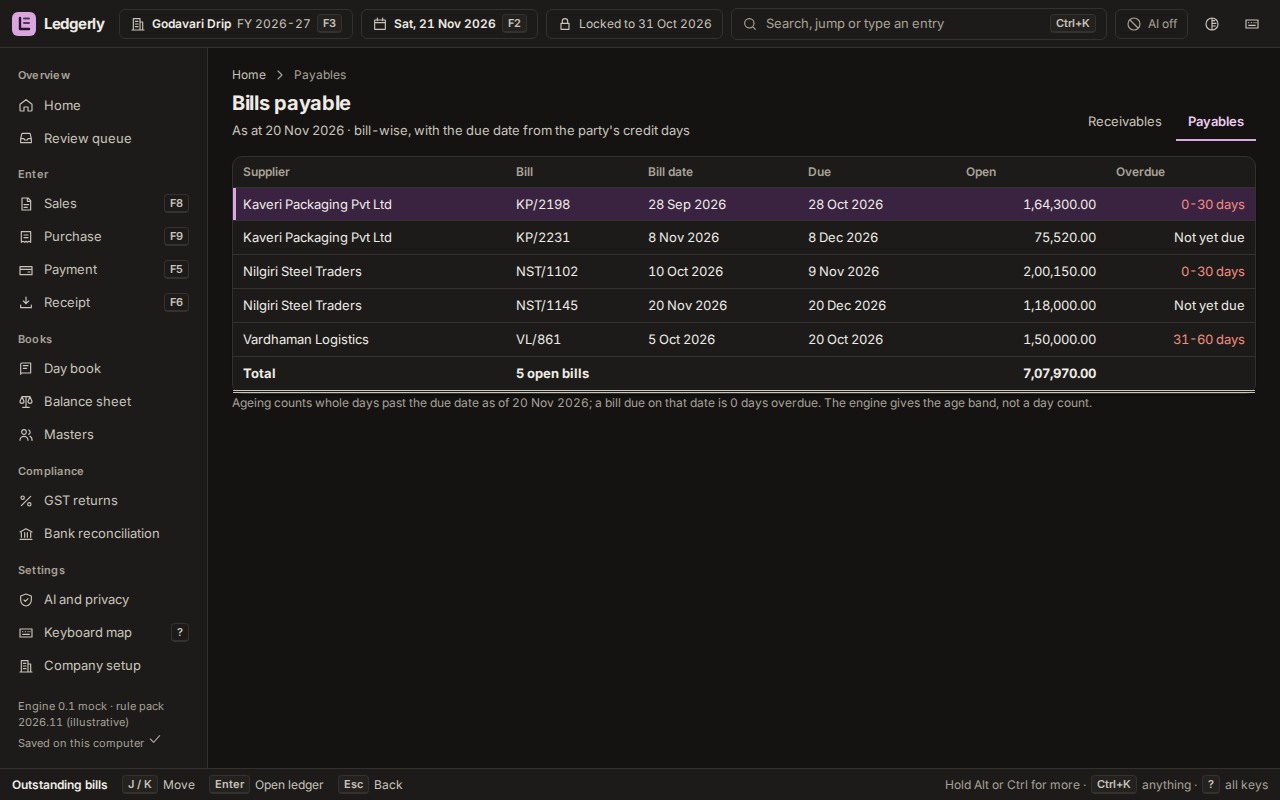 Ledgerly
Godavari Drip FY 2026-27 F3
Sat, 21 Nov 2026 F2
Locked to 31 Oct 2026
Search, jump or type an entry Ctrl+K
AI off
Overview
Home
Review queue
Enter
Sales F8
Purchase F9
Payment F5
Receipt F6
Books
Day book
Balance sheet
Masters
Compliance
GST returns
Bank reconciliation
Settings
AI and privacy
Keyboard map ?
Company setup
Engine 0.1 mock · rule pack
2026.11 (illustrative)
Saved on this computer
Home > Payables
Bills payable
As at 20 Nov 2026 · bill-wise, with the due date from the party's credit days
Receivables Payables
Supplier Bill Bill date Due Open Overdue
Kaveri Packaging Pvt Ltd KP/2198 28 Sep 2026 28 Oct 2026 1,64,300.00 0-30 days
Kaveri Packaging Pvt Ltd KP/2231 8 Nov 2026 8 Dec 2026 75,520.00 Not yet due
Nilgiri Steel Traders NST/1102 10 Oct 2026 9 Nov 2026 2,00,150.00 0-30 days
Nilgiri Steel Traders NST/1145 20 Nov 2026 20 Dec 2026 1,18,000.00 Not yet due
Vardhaman Logistics VL/861 5 Oct 2026 20 Oct 2026 1,50,000.00 31-60 days
Total 5 open bills 7,07,970.00
Ageing counts whole days past the due date as of 20 Nov 2026; a bill due on that date is 0 days overdue. The engine gives the age band, not a day count.
Outstanding bills J / K Move Enter Open ledger Esc Back
Hold Alt or Ctrl for more · Ctrl+K anything · ? all keys